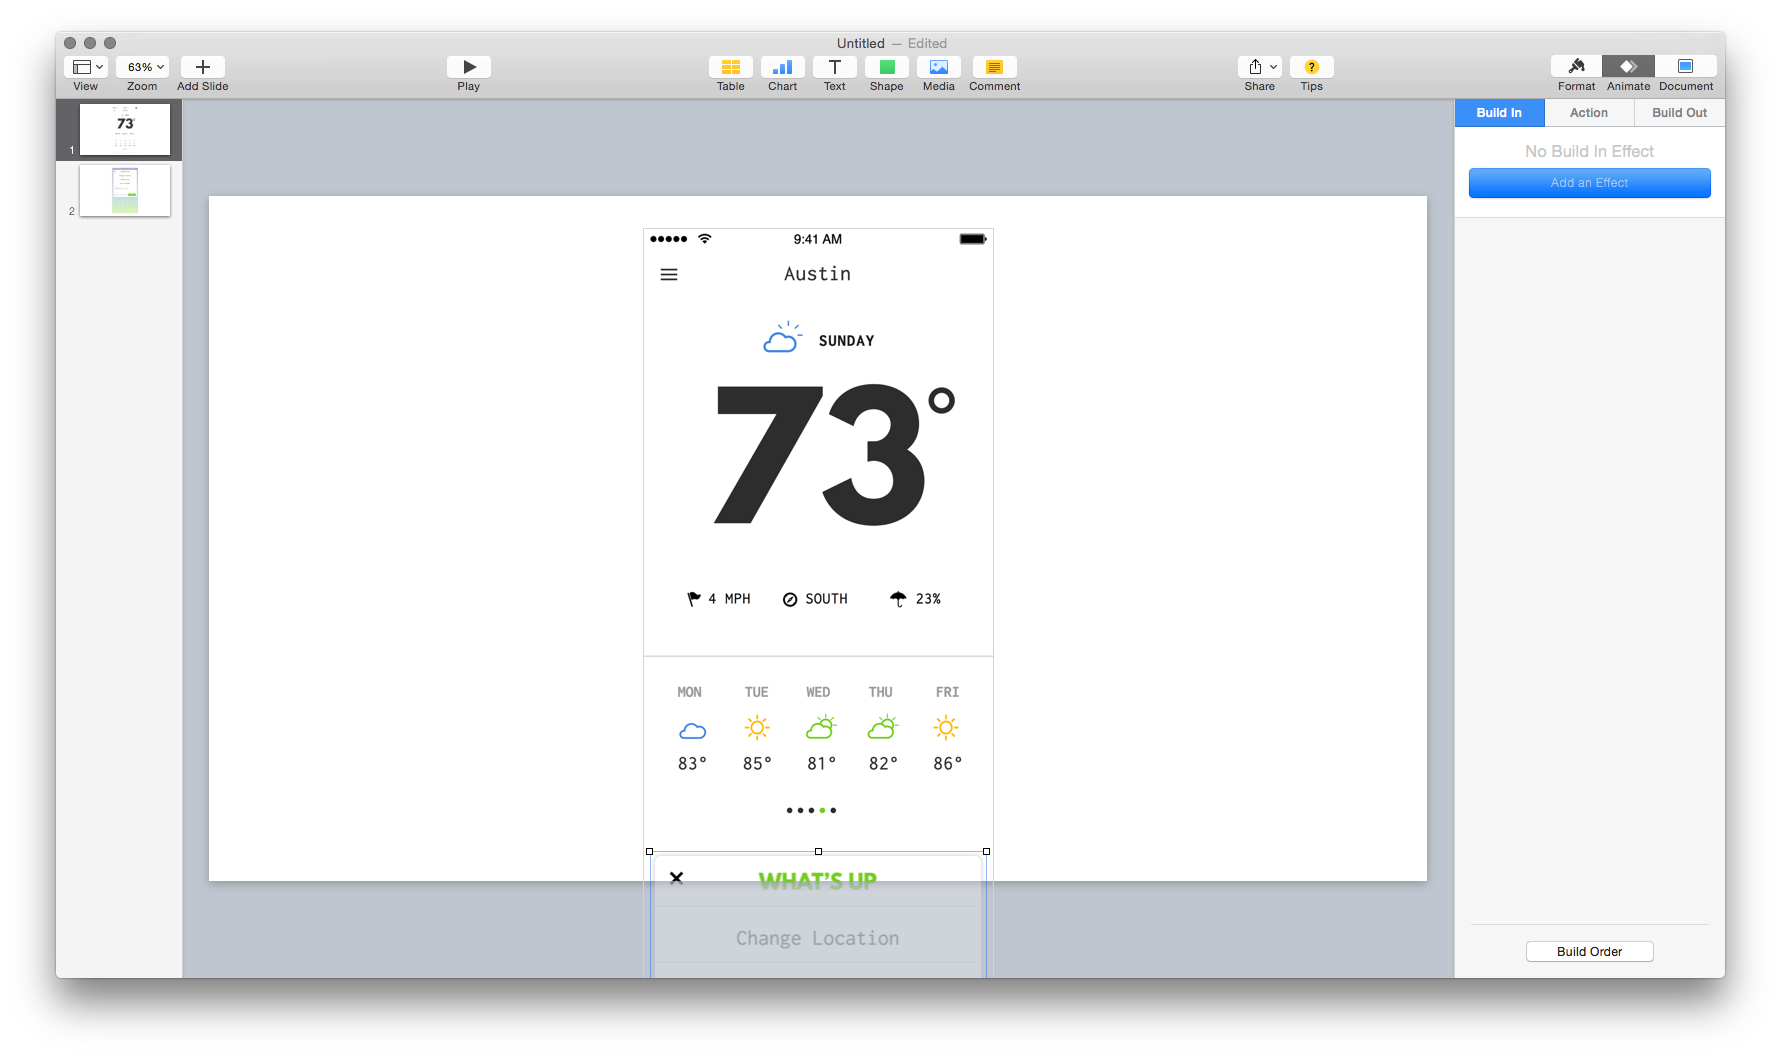 Untitled — Edited
63%
View Zoom Add Slide Play Table Chart Text Shape Media Comment Share Tips Format Animate Document
Build In Action Build Out
No Build In Effect
Add an Effect
73°
1
2
9:41 AM
Austin
SUNDAY
73°
4 MPH SOUTH 23%
MON TUE WED THU FRI
83° 85° 81° 82° 86°
WHAT'S UP
Change Location
Build Order